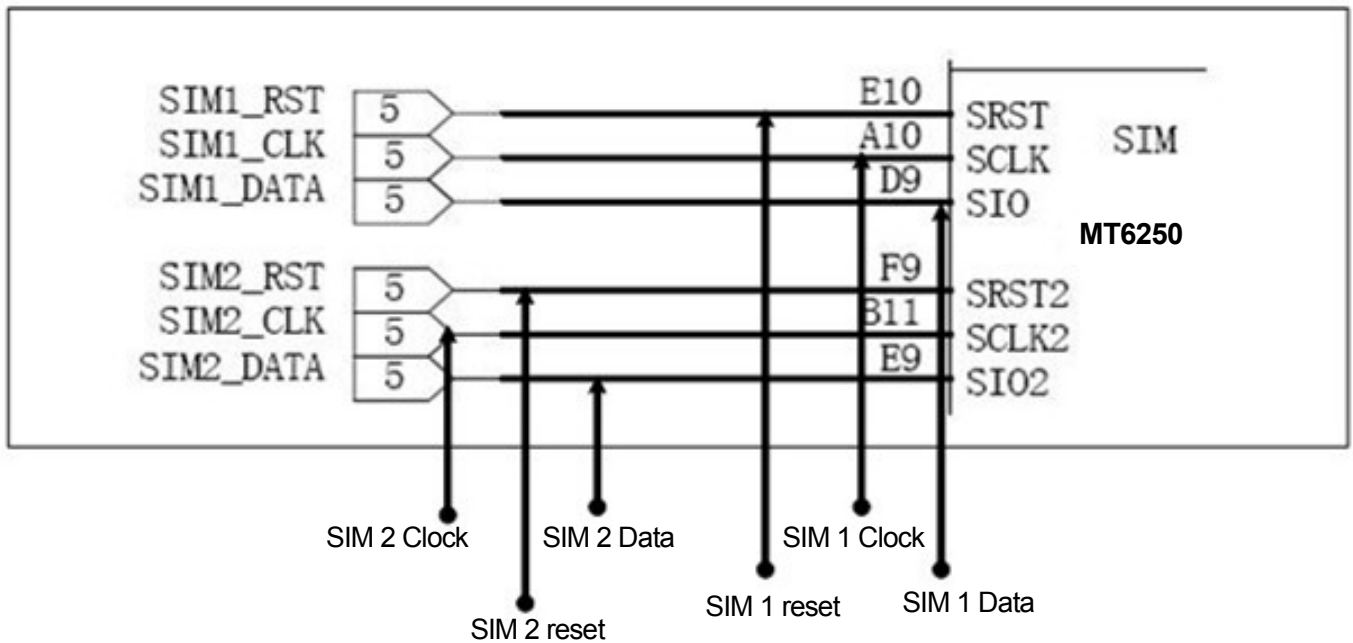 SIM1_RST 5 E10 SRST
SIM1_CLK 5 A10 SCLK SIM
SIM1_DATA 5 D9 SIO
MT6250
SIM2_RST 5 F9 SRST2
SIM2_CLK 5 B11 SCLK2
SIM2_DATA 5 E9 SIO2
SIM 2 Clock SIM 2 Data SIM 1 Clock
SIM 1 reset SIM 1 Data
SIM 2 reset